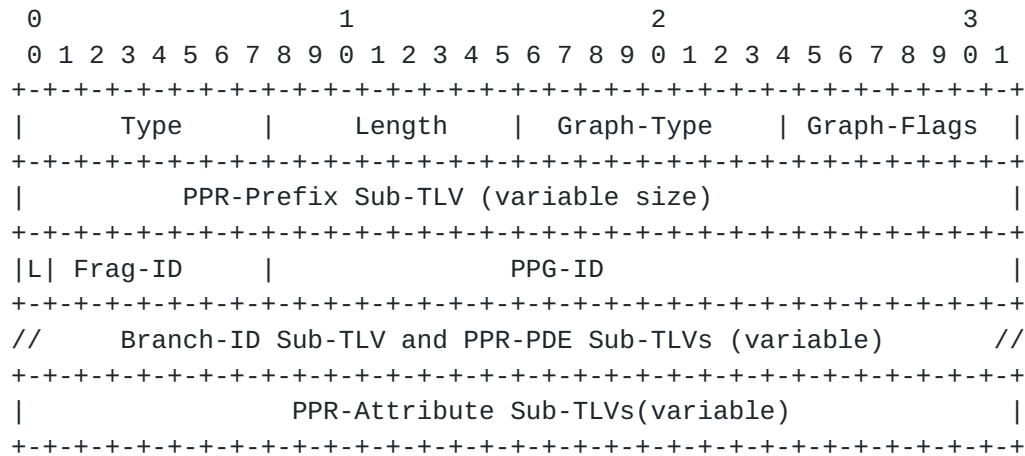 0                   1                   2                   3
 0 1 2 3 4 5 6 7 8 9 0 1 2 3 4 5 6 7 8 9 0 1 2 3 4 5 6 7 8 9 0 1
+-+-+-+-+-+-+-+-+-+-+-+-+-+-+-+-+-+-+-+-+-+-+-+-+-+-+-+-+-+-+-+-+
|      Type     |     Length    |  Graph-Type    | Graph-Flags  |
+-+-+-+-+-+-+-+-+-+-+-+-+-+-+-+-+-+-+-+-+-+-+-+-+-+-+-+-+-+-+-+-+
|          PPR-Prefix Sub-TLV (variable size)                   |
+-+-+-+-+-+-+-+-+-+-+-+-+-+-+-+-+-+-+-+-+-+-+-+-+-+-+-+-+-+-+-+-+
|L| Frag-ID     |               PPG-ID                          |
+-+-+-+-+-+-+-+-+-+-+-+-+-+-+-+-+-+-+-+-+-+-+-+-+-+-+-+-+-+-+-+-+
//     Branch-ID Sub-TLV and PPR-PDE Sub-TLVs (variable)       //
+-+-+-+-+-+-+-+-+-+-+-+-+-+-+-+-+-+-+-+-+-+-+-+-+-+-+-+-+-+-+-+-+
|                 PPR-Attribute Sub-TLVs(variable)              |
+-+-+-+-+-+-+-+-+-+-+-+-+-+-+-+-+-+-+-+-+-+-+-+-+-+-+-+-+-+-+-+-+